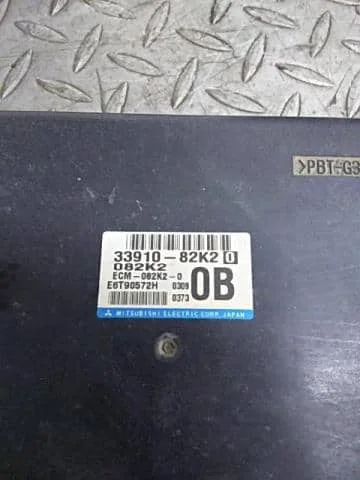 >PBT-G3
33910-82K2 0
082K2
ECM-082K2-0
E6T90572H 0309
0373
0B
MITSUBISHI ELECTRIC CORP. JAPAN